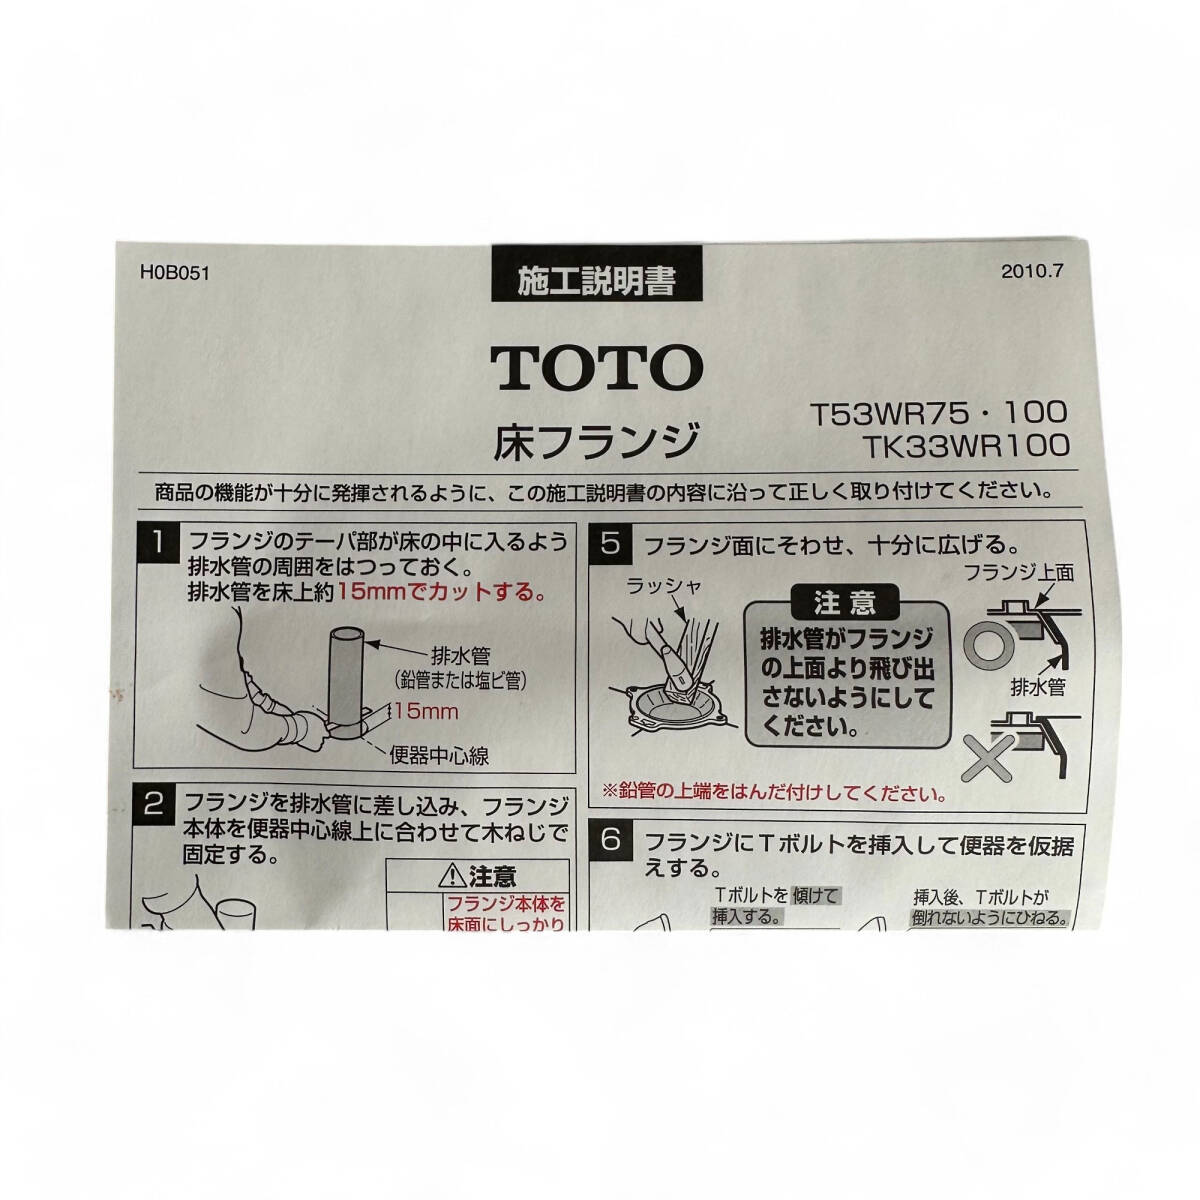 H0B051
施工説明書
2010.7
TOTO
床フランジ
T53WR75・100
TK33WR100
商品の機能が十分に発揮されるように、この施工説明書の内容に沿って正しく取り付けてください。
1
フランジのテーパ部が床の中に入るよう
排水管の周囲をはつっておく。
排水管を床上約15mmでカットする。
排水管
(鉛管または塩ビ管)
15mm
便器中心線
2
フランジを排水管に差し込み、フランジ
本体を便器中心線上に合わせて木ねじで
固定する。
注意
フランジ本体を
床面にしっかり
5
フランジ面にそわせ、十分に広げる。
ラッシャ
注意
排水管がフランジ
の上面より飛び出
さないようにして
ください。
フランジ上面
排水管
※鉛管の上端をはんだ付けしてください。
6
フランジにTボルトを挿入して便器を仮据
えする。
Tボルトを傾けて
挿入する。
挿入後、Tボルトが
倒れないようにひねる。